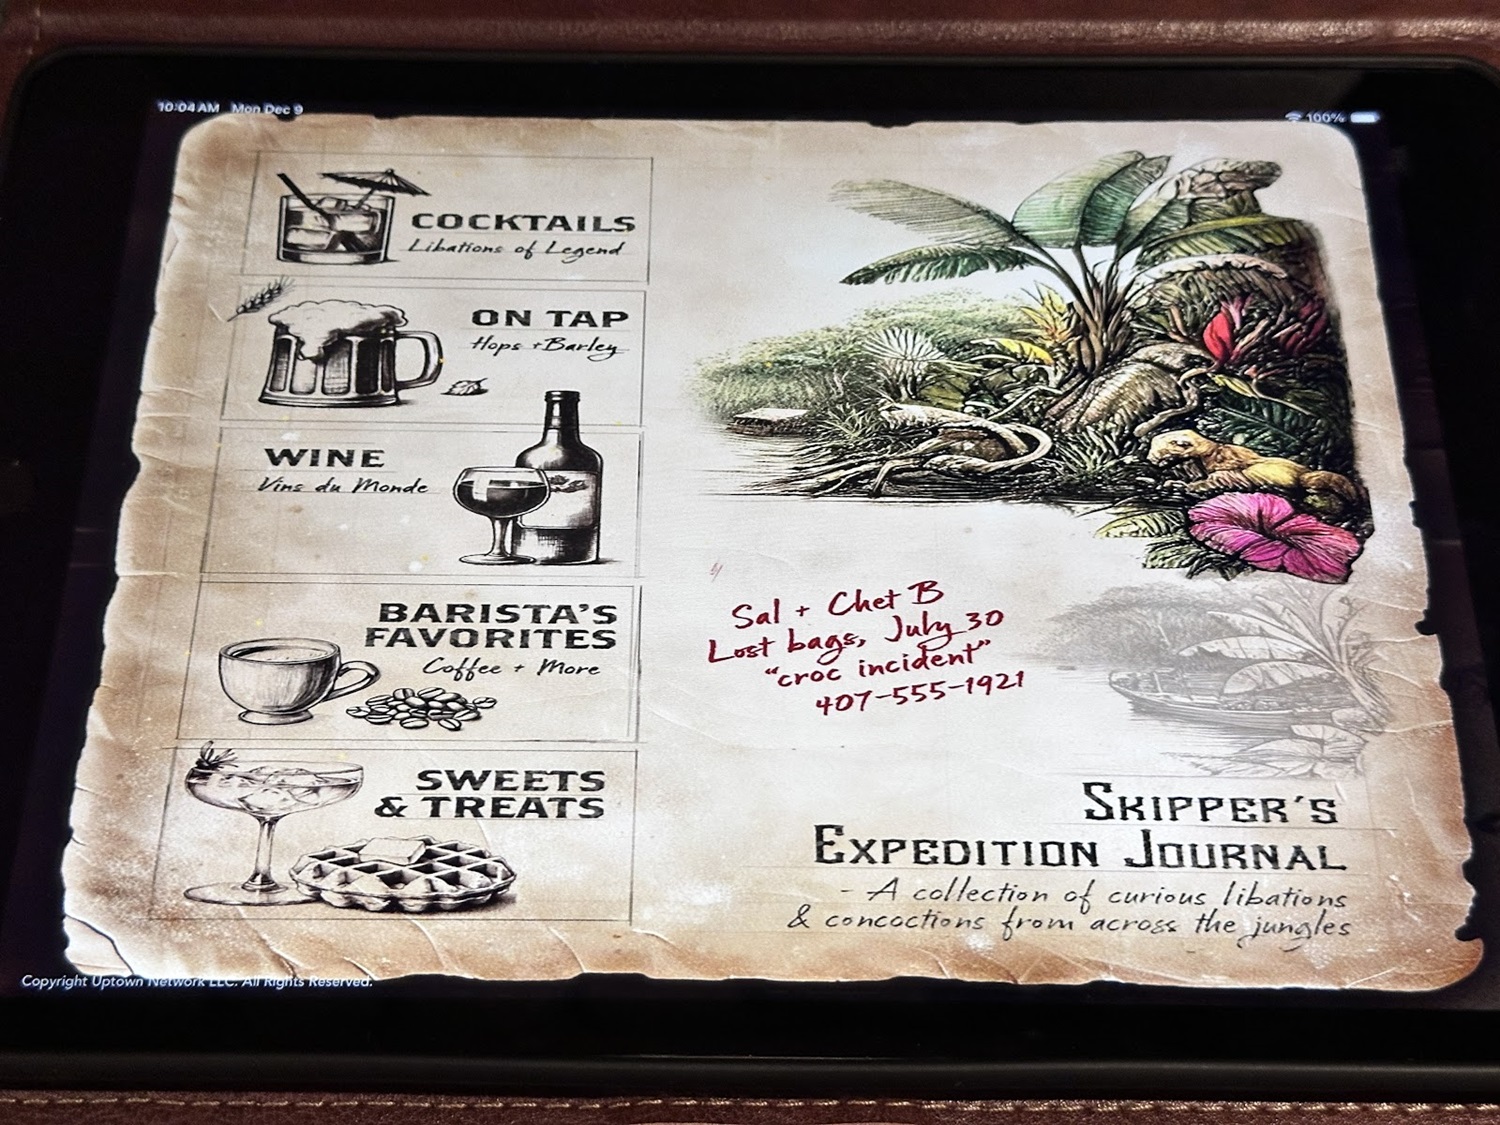 10:04 AM Mon Dec 9
100%
COCKTAILS
Libations of Legend
ON TAP
Hops + Barley
WINE
Vins du Monde
BARISTA'S
FAVORITES
Coffee + More
SWEETS
& TREATS
Sal + Chet B
Lost bags, July 30
"croc incident"
407-555-1921
SKIPPER'S
EXPEDITION JOURNAL
- A collection of curious libations
& concoctions from across the jungles
Copyright Uptown Network LLC. All Rights Reserved.